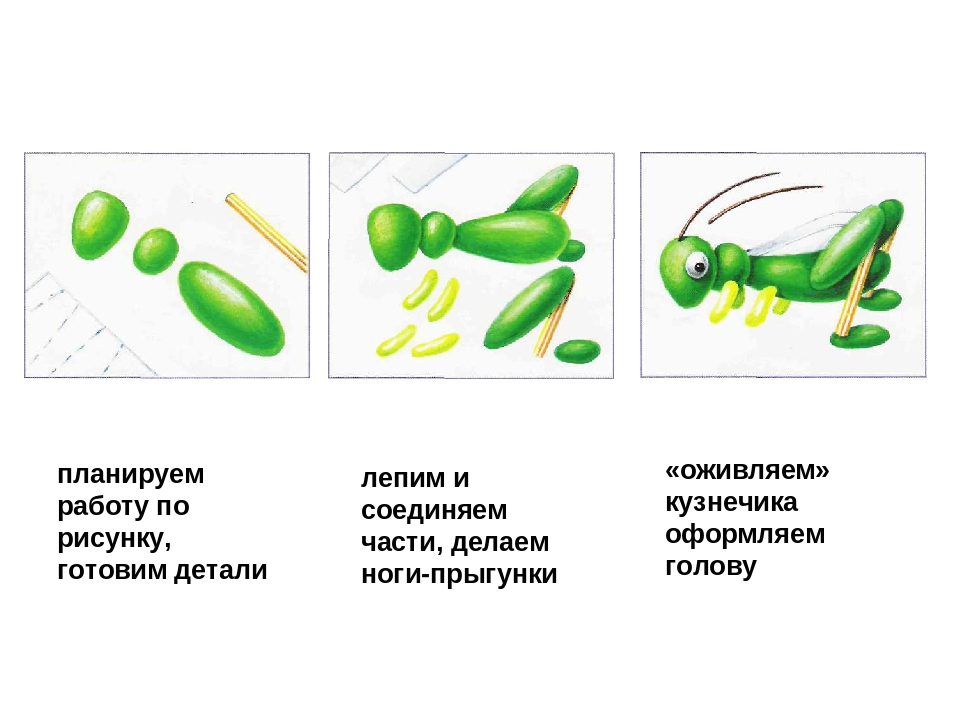 планируем
работу по
рисунку,
готовим детали
лепим и
соединяем
части, делаем
ноги-прыгунки
«оживляем»
кузнечика
оформляем
голову